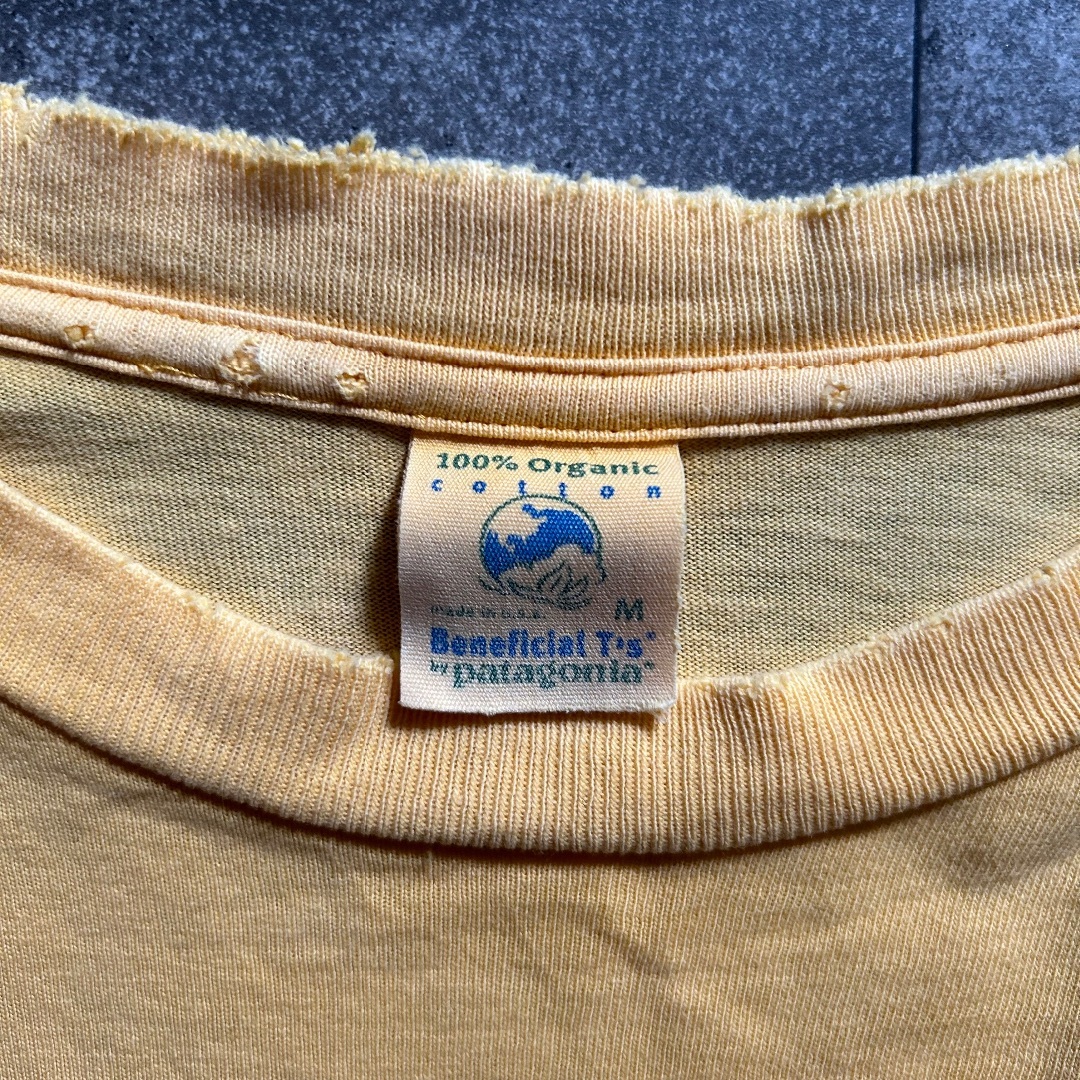 100% Organic
cotton
made in U.S.A.
M
Beneficial T's®
by patagonia®